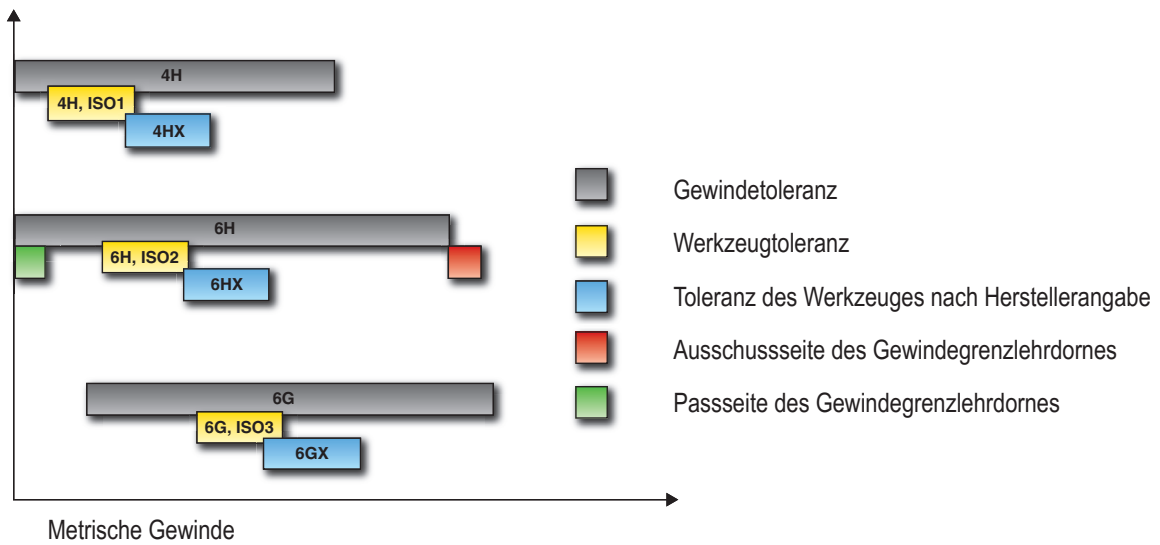 4H
4H, ISO1
4HX
6H
6H, ISO2
6HX
6G
6G, ISO3
6GX
Metrische Gewinde
Gewindetoleranz
Werkzeugtoleranz
Toleranz des Werkzeuges nach Herstellerangabe
Ausschussseite des Gewindegrenzlehrdornes
Passseite des Gewindegrenzlehrdornes